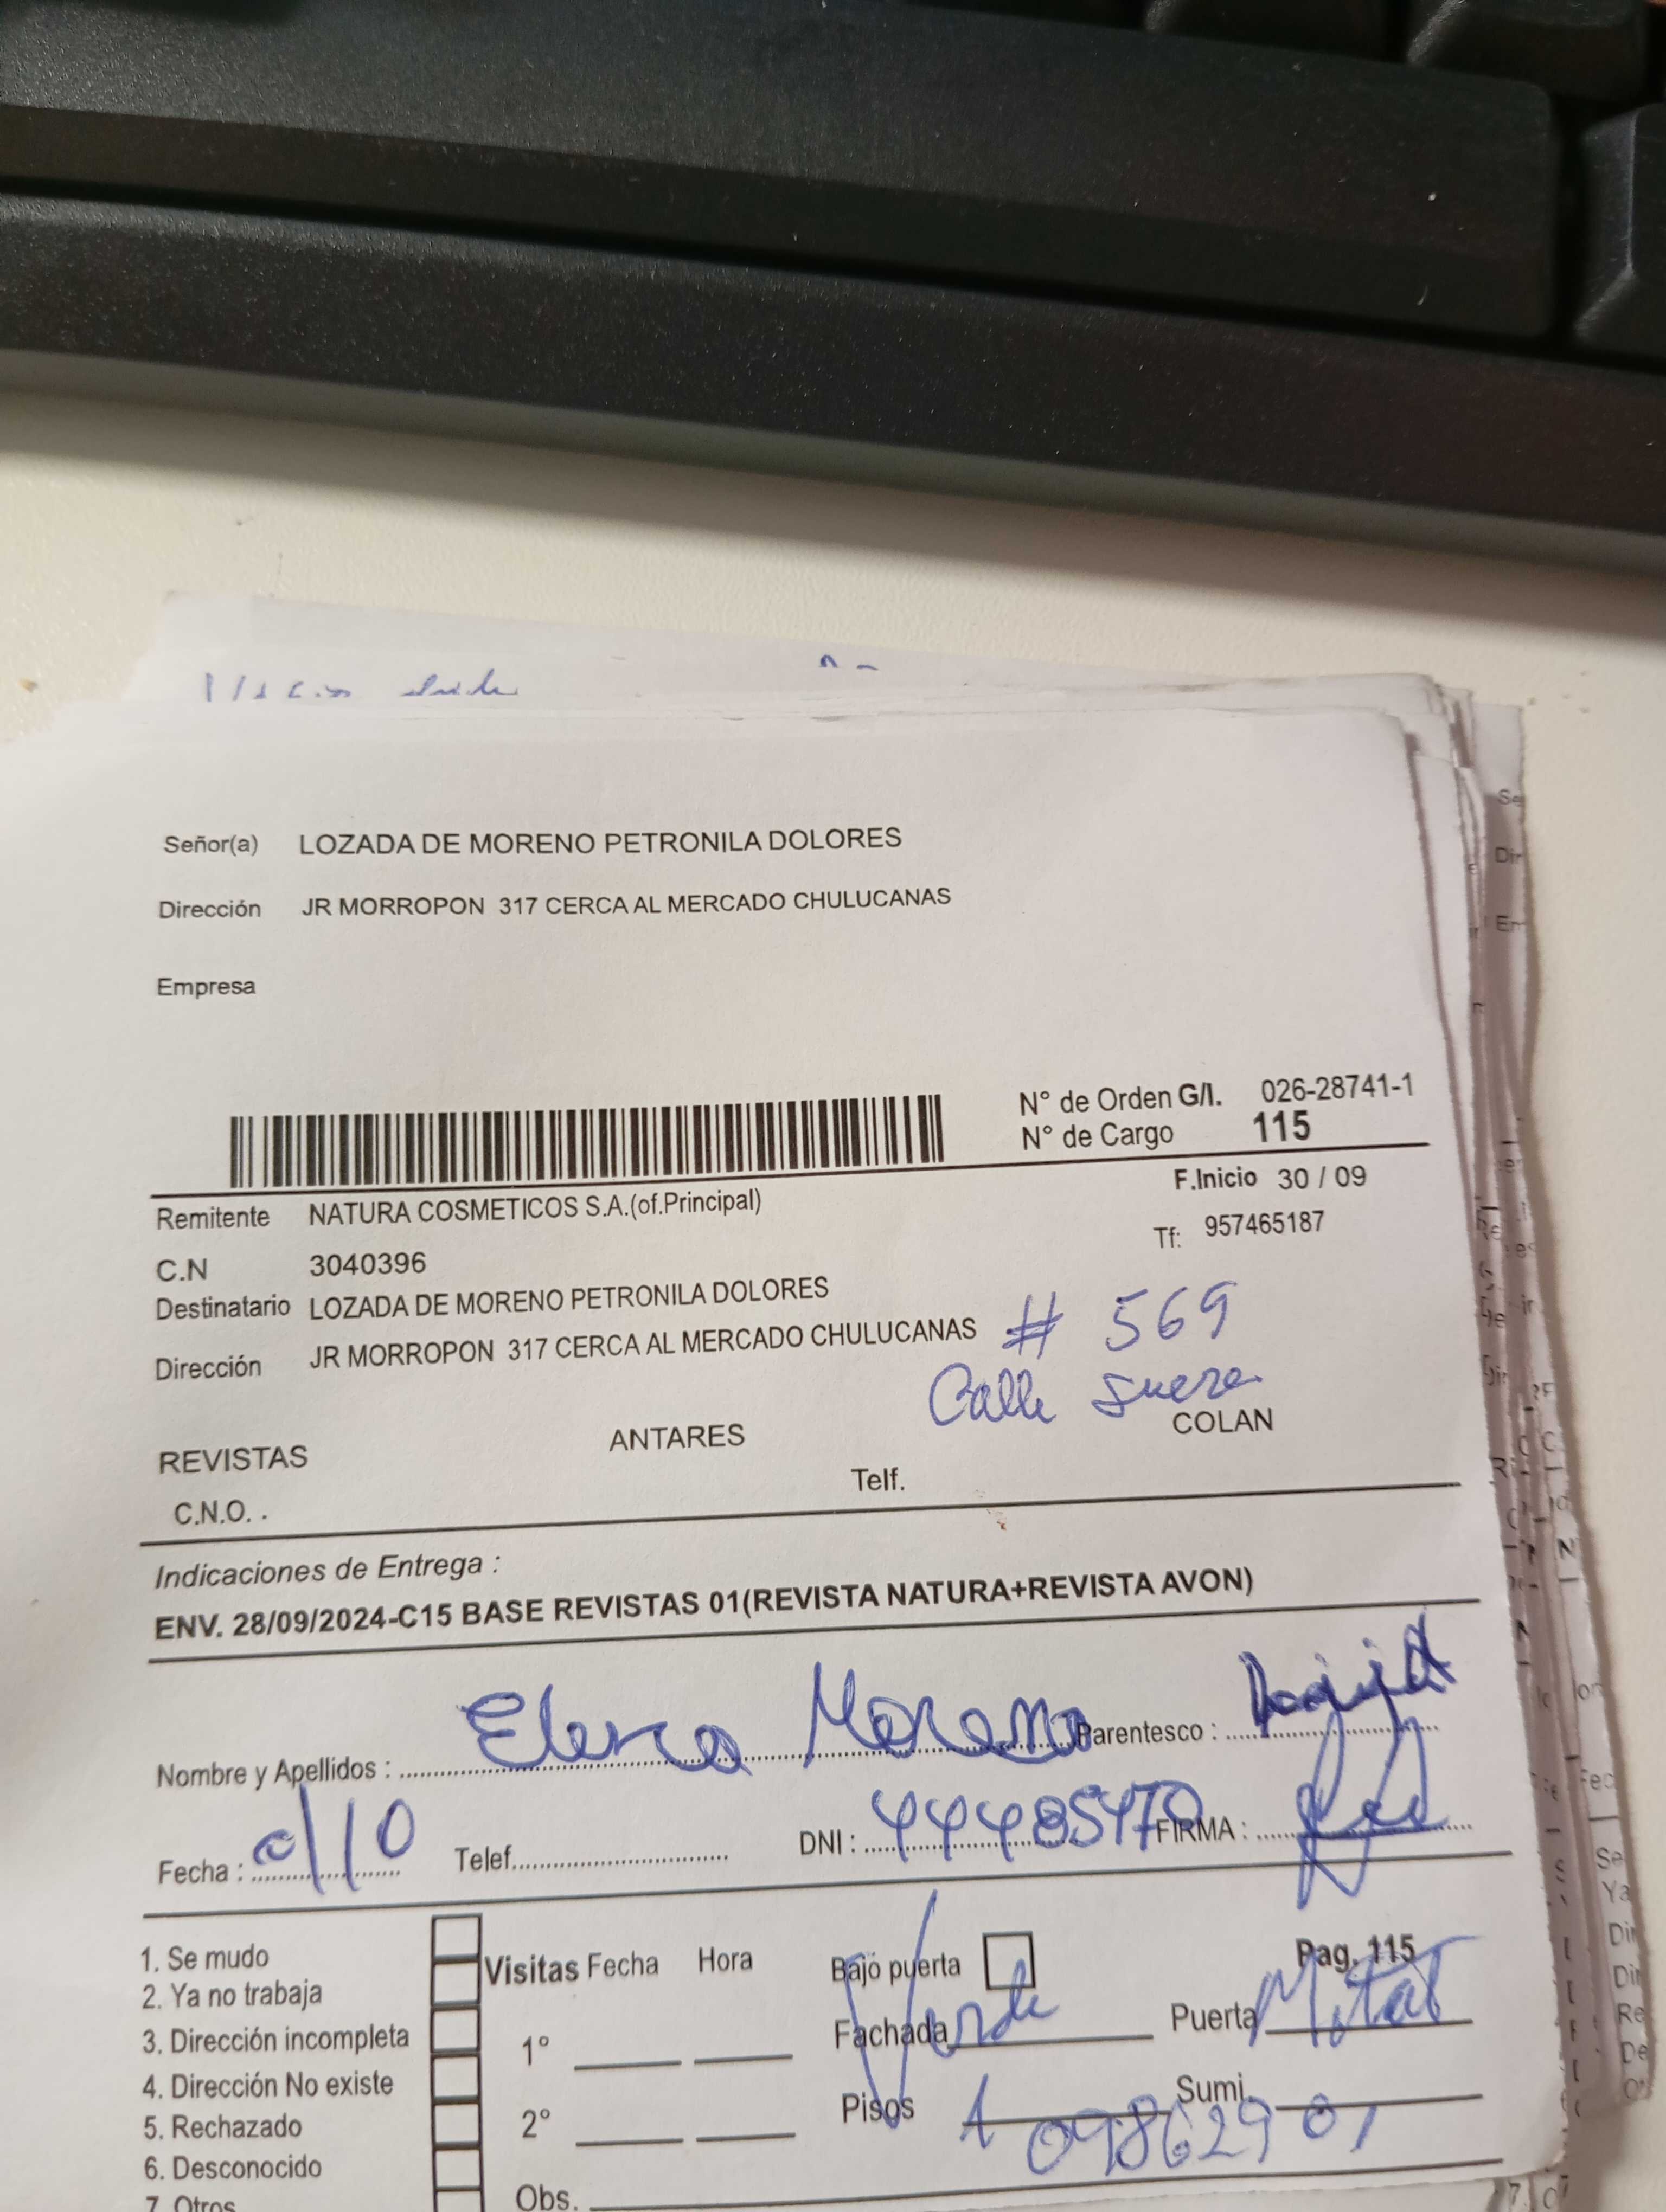 Señor(a) LOZADA DE MORENO PETRONILA DOLORES
Dirección JR MORROPON 317 CERCA AL MERCADO CHULUCANAS
Empresa
N° de Orden G/I. 026-28741-1
N° de Cargo 115
F.Inicio 30 / 09
Remitente NATURA COSMETICOS S.A.(of.Principal)
Tf: 957465187
C.N 3040396
Destinatario LOZADA DE MORENO PETRONILA DOLORES
Dirección JR MORROPON 317 CERCA AL MERCADO CHULUCANAS # 569
Calle
REVISTAS ANTARES COLAN
Telf.
C.N.O. .
Indicaciones de Entrega :
ENV. 28/09/2024-C15 BASE REVISTAS 01(REVISTA NATURA+REVISTA AVON)
Nombre y Apellidos : Elena Moreno Parentesco :
Fecha : Telef. DNI : 44485470 FIRMA :
1. Se mudo
2. Ya no trabaja
3. Dirección incompleta
4. Dirección No existe
5. Rechazado
6. Desconocido
7. Otros
Visitas Fecha Hora
1°
2°
Bajo puerta Pag. 115
Fachada Verde Puerta Metal
Pisos 1 Sumi.
Obs.